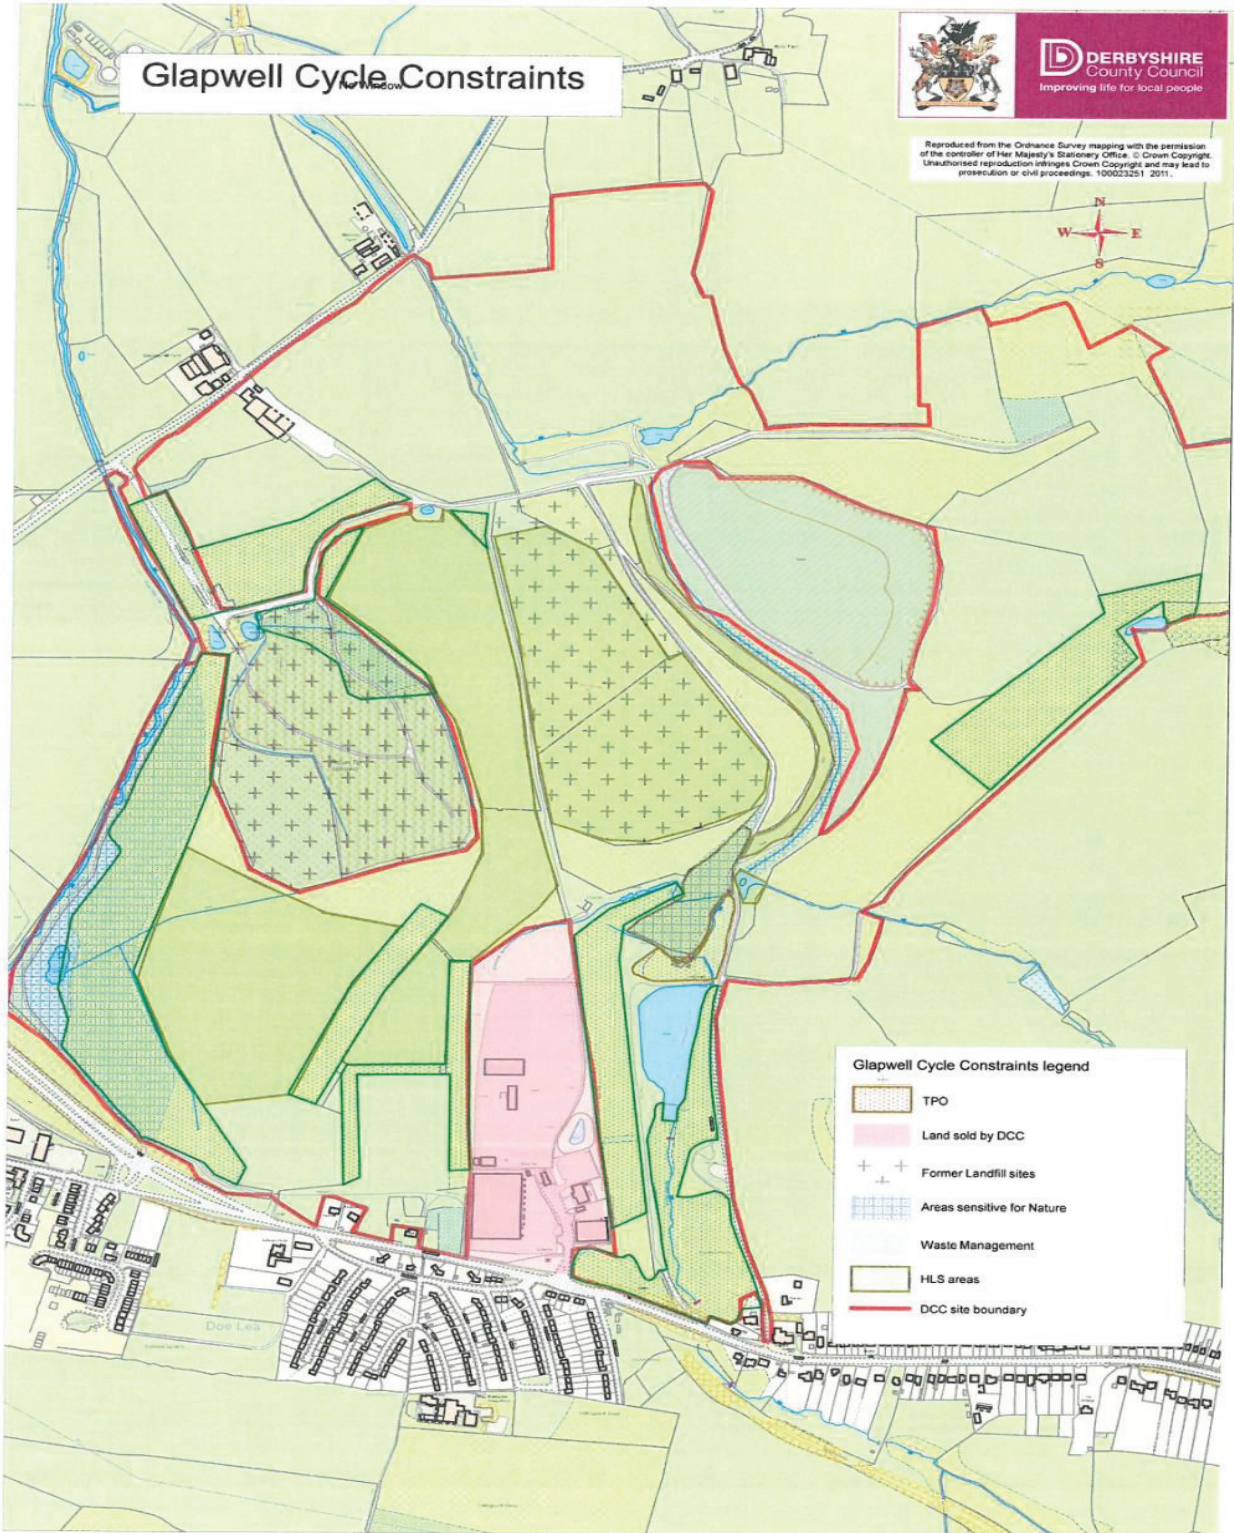 Glapwell Cycle Constraints
No Window
DERBYSHIRE
County Council
Improving life for local people
Reproduced from the Ordnance Survey mapping with the permission
of the controller of Her Majesty's Stationery Office. © Crown Copyright.
Unauthorised reproduction infringes Crown Copyright and may lead to
prosecution or civil proceedings. 100023251 2011.
N
W E
S
Glapwell Cycle Constraints legend
TPO
Land sold by DCC
Former Landfill sites
Areas sensitive for Nature
Waste Management
HLS areas
DCC site boundary
Doe Lea